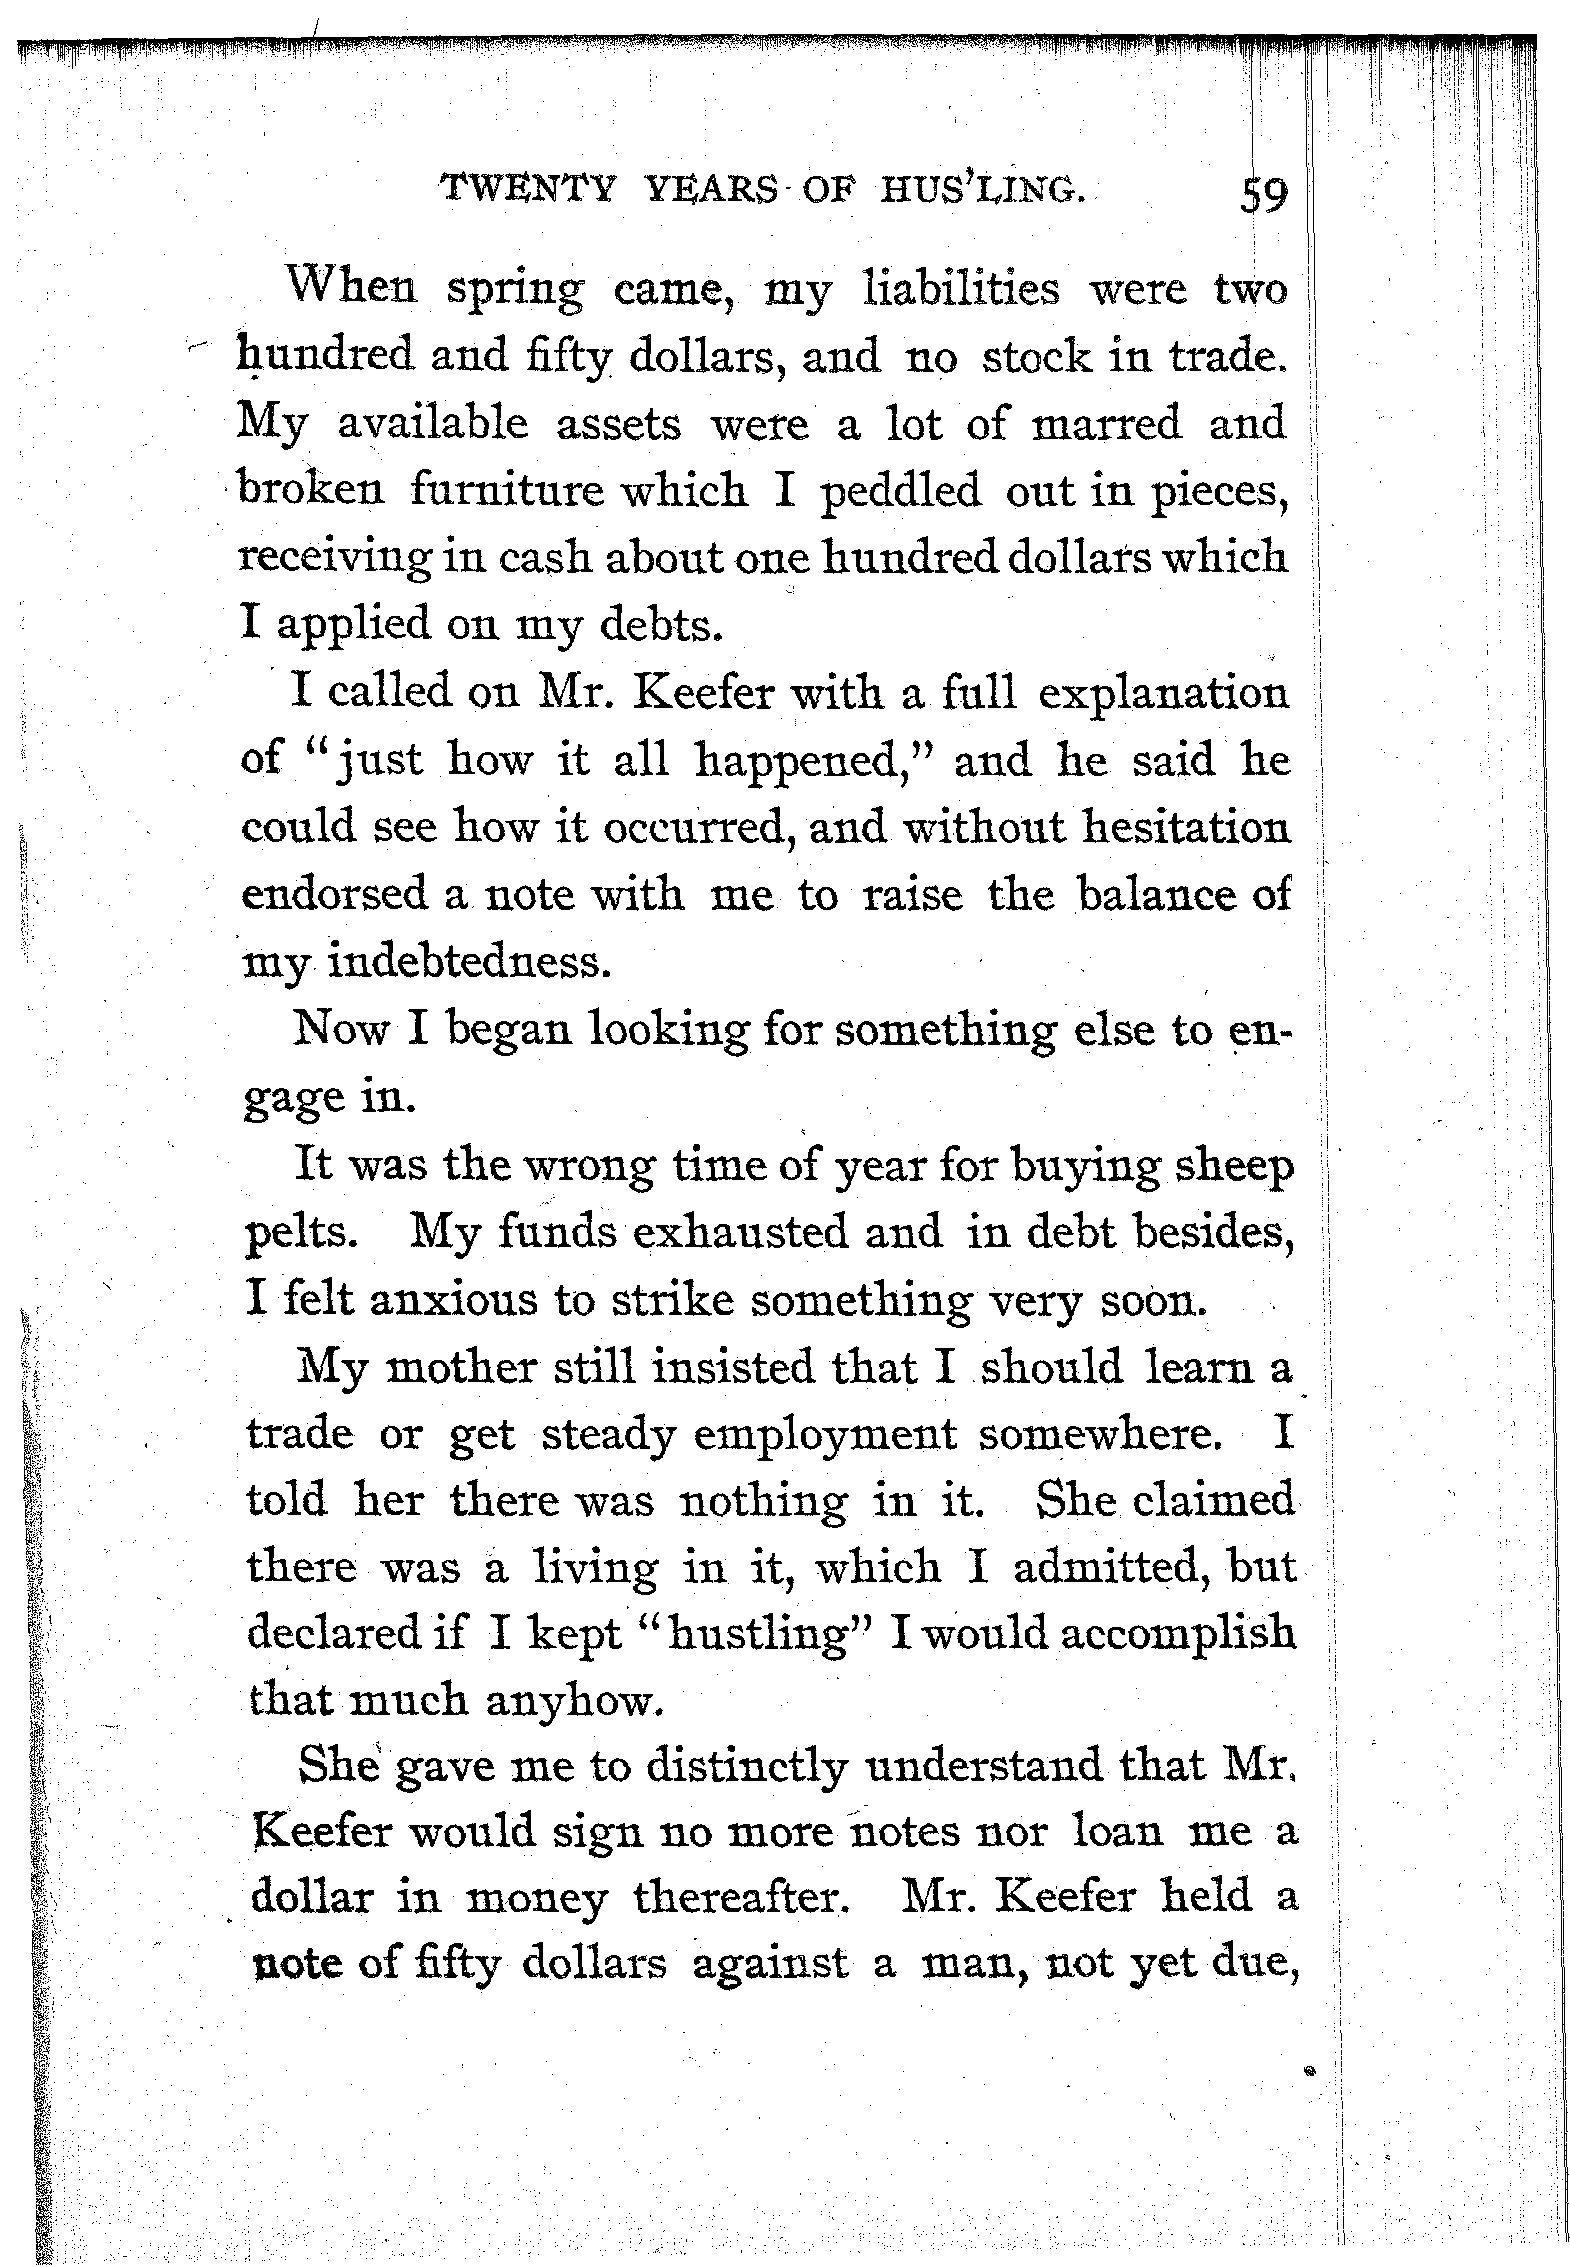 TWENTY YEARS OF HUS'LING. 59
When spring came, my liabilities were two
hundred and fifty dollars, and no stock in trade.
My available assets were a lot of marred and
broken furniture which I peddled out in pieces,
receiving in cash about one hundred dollars which
I applied on my debts.
I called on Mr. Keefer with a full explanation
of "just how it all happened," and he said he
could see how it occurred, and without hesitation
endorsed a note with me to raise the balance of
my indebtedness.
Now I began looking for something else to en-
gage in.
It was the wrong time of year for buying sheep
pelts. My funds exhausted and in debt besides,
I felt anxious to strike something very soon.
My mother still insisted that I should learn a
trade or get steady employment somewhere. I
told her there was nothing in it. She claimed
there was a living in it, which I admitted, but
declared if I kept "hustling" I would accomplish
that much anyhow.
She gave me to distinctly understand that Mr.
Keefer would sign no more notes nor loan me a
dollar in money thereafter. Mr. Keefer held a
note of fifty dollars against a man, not yet due,